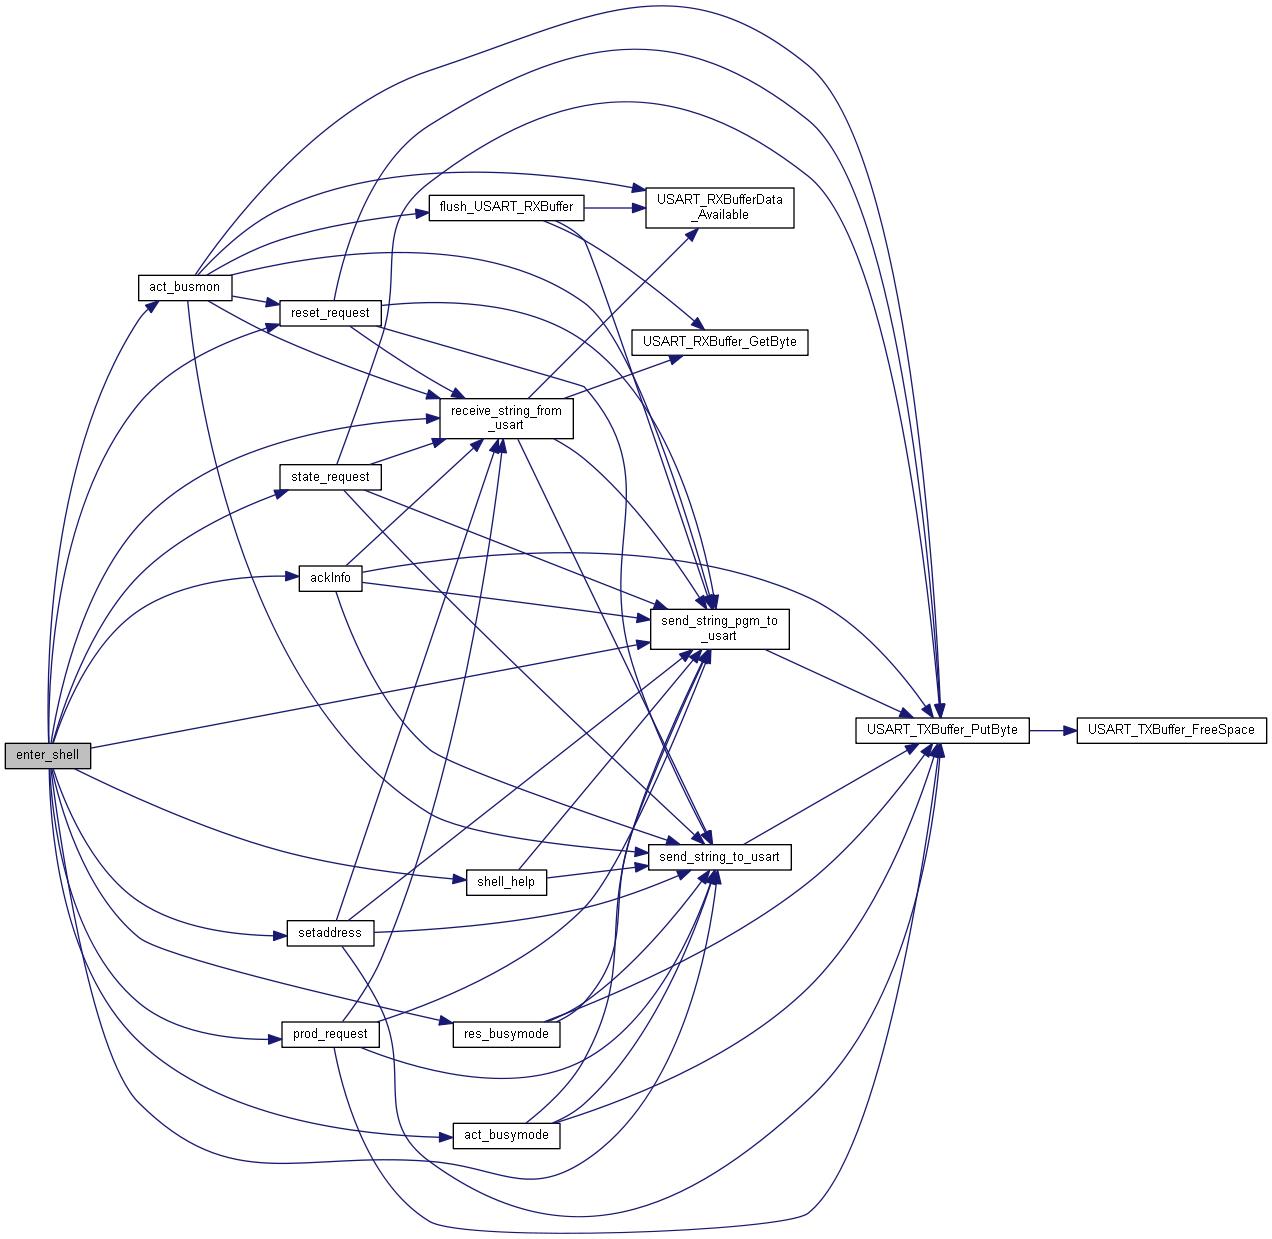 flush_USART_RXBuffer
USART_RXBufferData
_Available
act_busmon
reset_request
USART_RXBuffer_GetByte
receive_string_from
_usart
state_request
ackInfo
send_string_pgm_to
_usart
USART_TXBuffer_PutByte
USART_TXBuffer_FreeSpace
enter_shell
send_string_to_usart
shell_help
setaddress
prod_request
res_busymode
act_busymode